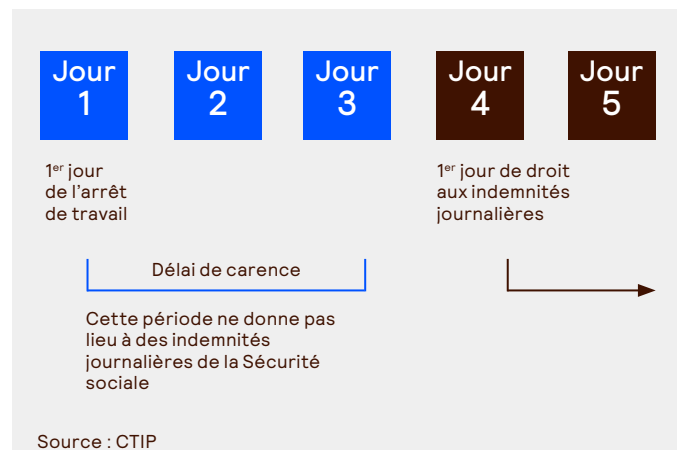 Jour
1
Jour
2
Jour
3
Jour
4
Jour
5
1er jour
de l’arrêt
de travail
1er jour de droit
aux indemnités
journalières
Délai de carence
Cette période ne donne pas
lieu à des indemnités
journalières de la Sécurité
sociale
Source : CTIP